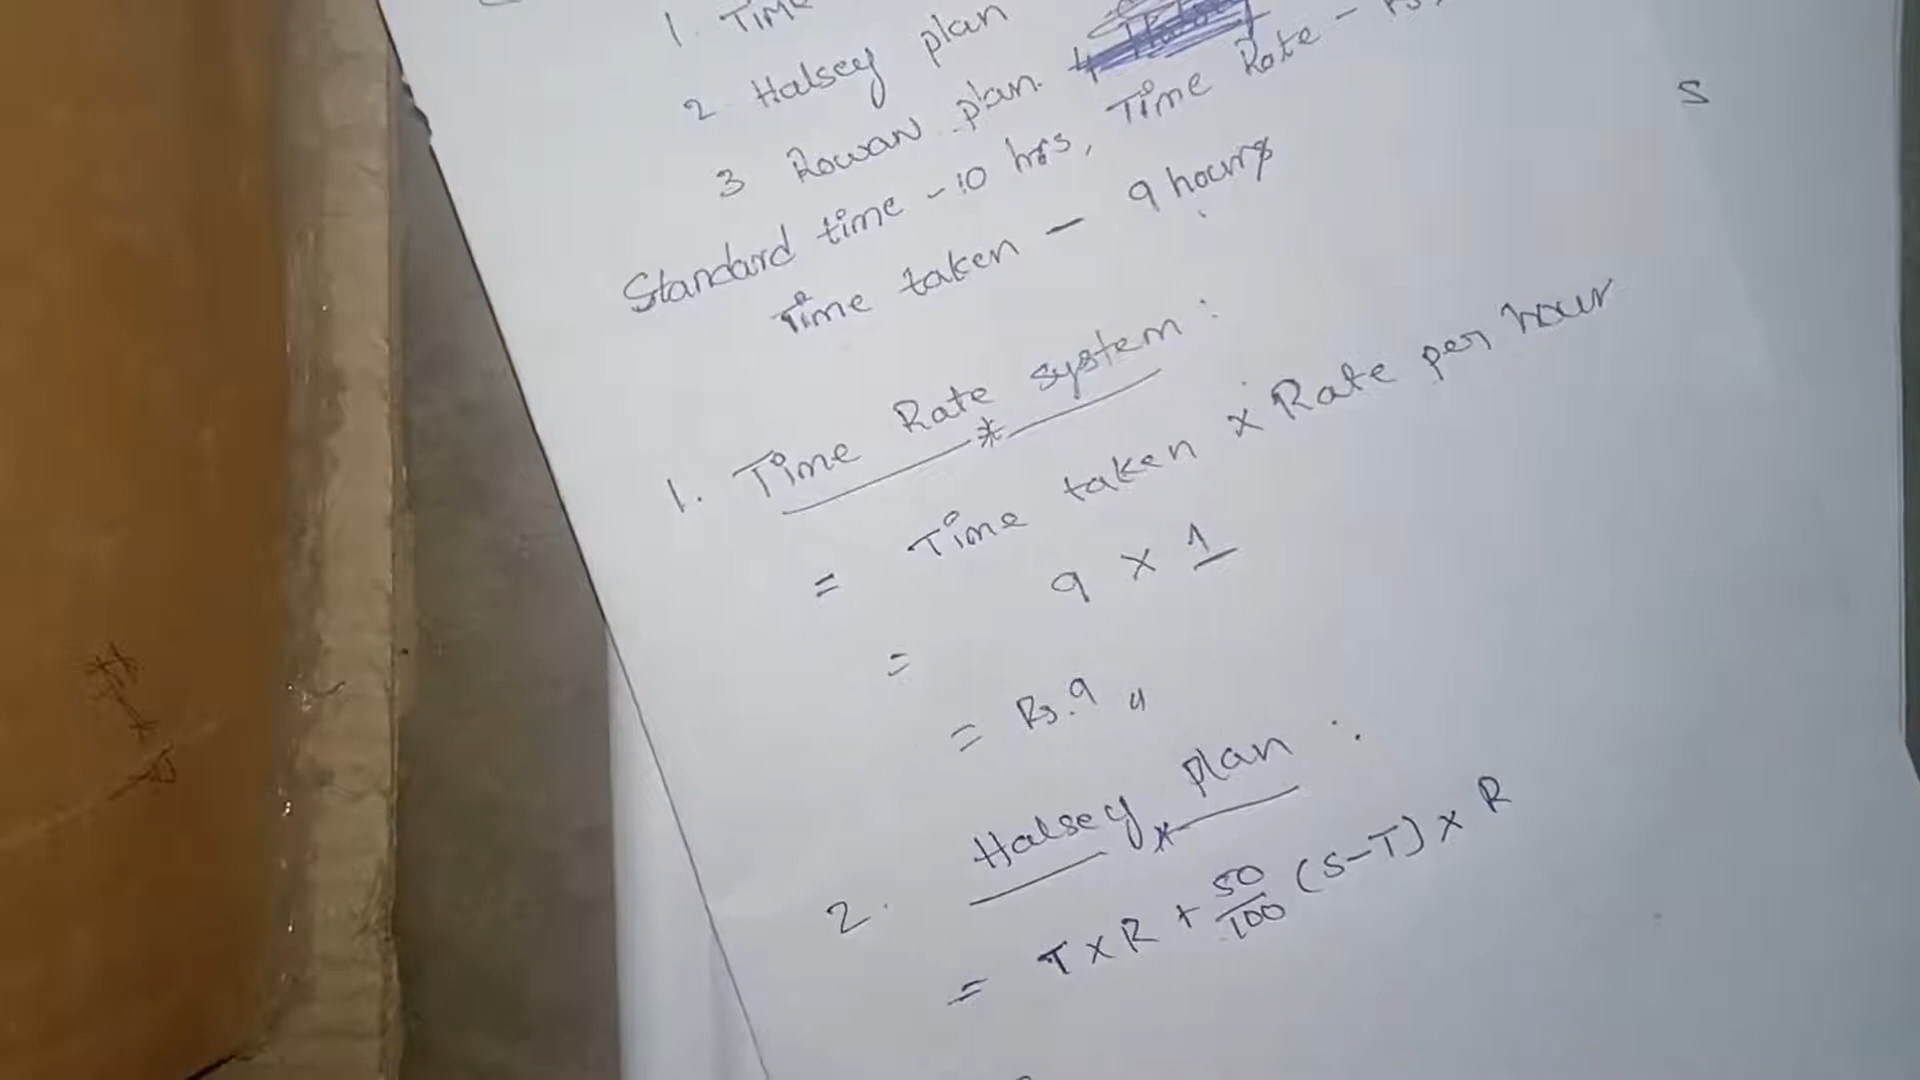 1. Time
2 Halsey plan
3 Rowan plan.
Standard time - 10 hrs, Time Rate - Rs
Time taken - 9 hours
S
1. Time Rate system :
= Time taken x Rate per hour
= 9 x 1
= Rs. 9
2. Halsey plan :
= T x R + 50/100 (S-T) x R